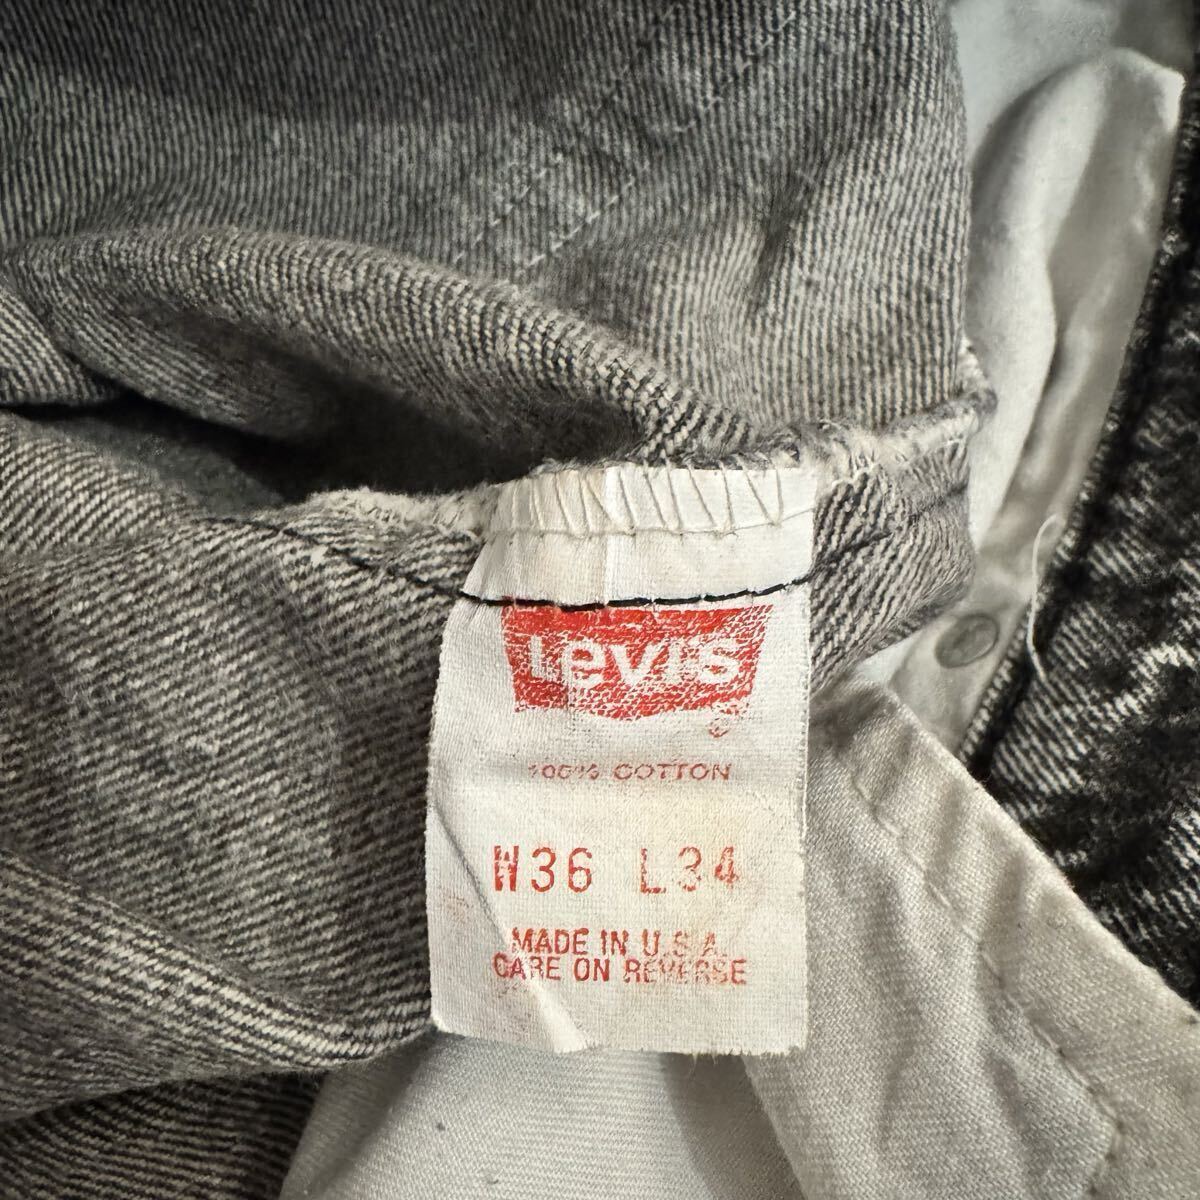 Levi's
®
100% COTTON
W36 L34
MADE IN U.S.A.
CARE ON REVERSE